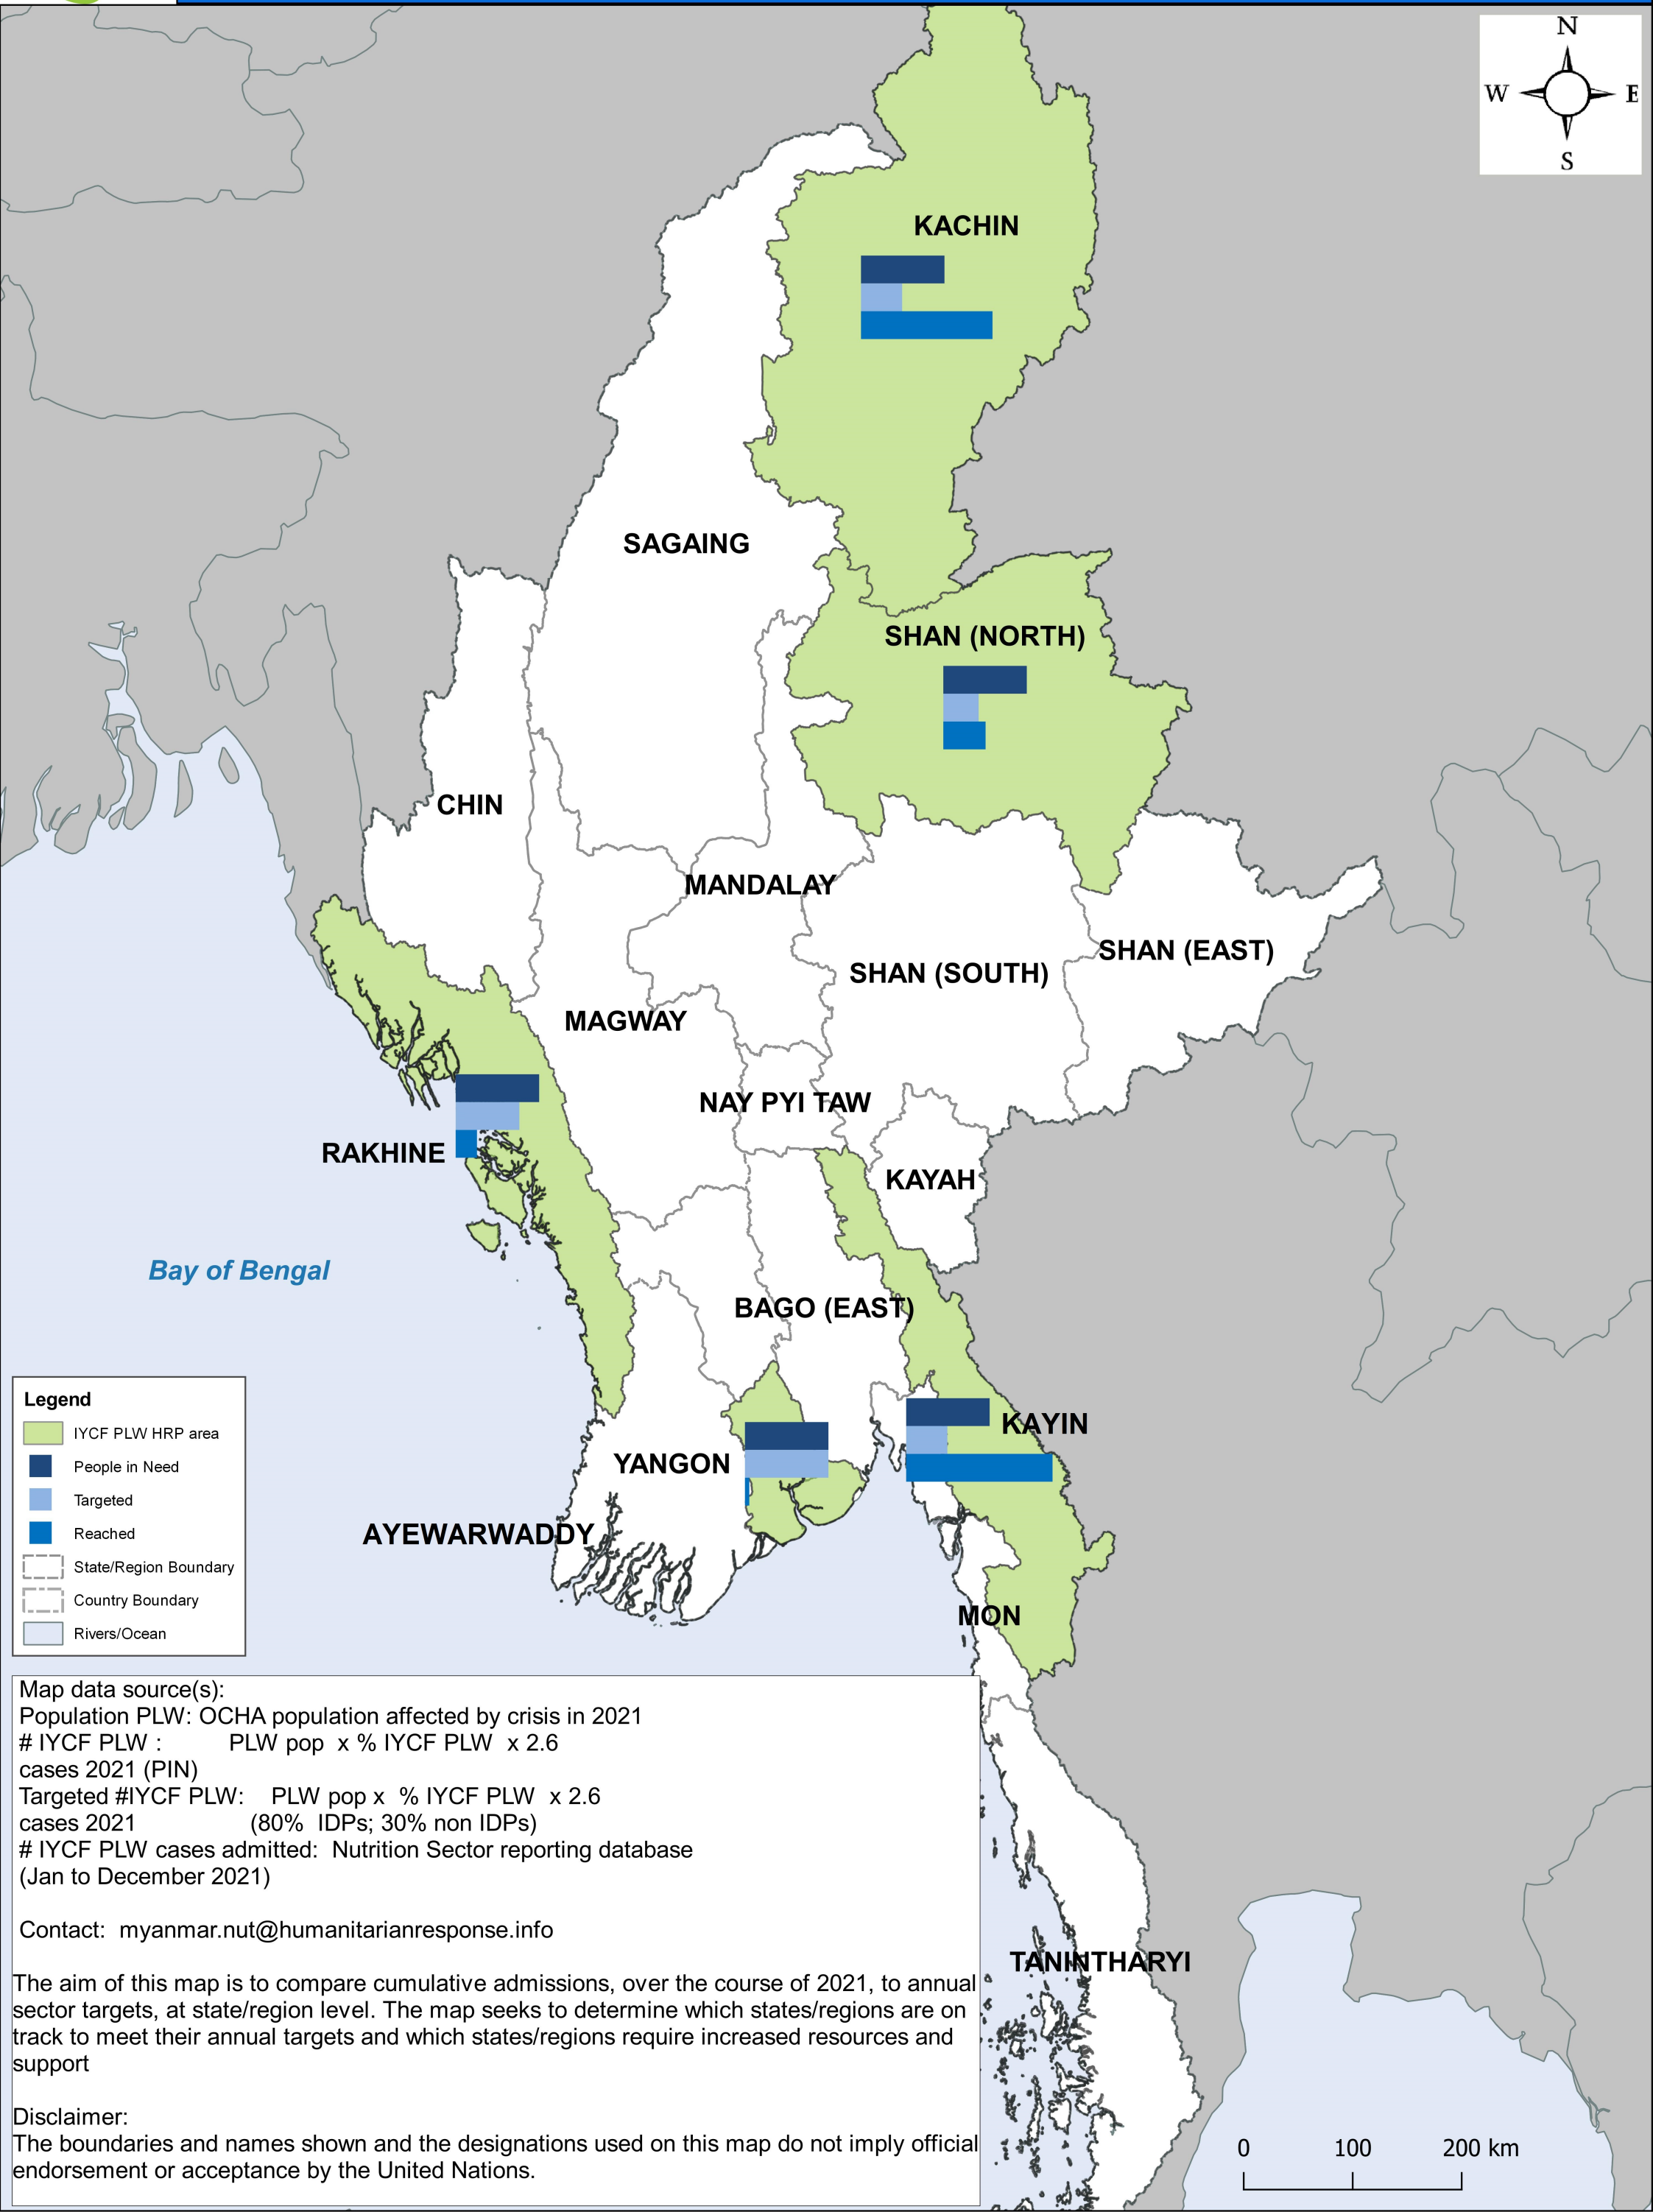 N
W E
S
KACHIN
SAGAING
SHAN (NORTH)
CHIN
MANDALAY
SHAN (EAST)
SHAN (SOUTH)
MAGWAY
NAY PYI TAW
RAKHINE
KAYAH
Bay of Bengal
BAGO (EAST)
KAYIN
YANGON
AYEWARWADDY
MON
TANINTHARYI
Legend
IYCF PLW HRP area
People in Need
Targeted
Reached
State/Region Boundary
Country Boundary
Rivers/Ocean
Map data source(s):
Population PLW: OCHA population affected by crisis in 2021
# IYCF PLW : PLW pop x % IYCF PLW x 2.6
cases 2021 (PIN)
Targeted #IYCF PLW: PLW pop x % IYCF PLW x 2.6
cases 2021 (80% IDPs; 30% non IDPs)
# IYCF PLW cases admitted: Nutrition Sector reporting database
(Jan to December 2021)
Contact: myanmar.nut@humanitarianresponse.info
The aim of this map is to compare cumulative admissions, over the course of 2021, to annual
sector targets, at state/region level. The map seeks to determine which states/regions are on
track to meet their annual targets and which states/regions require increased resources and
support
Disclaimer:
The boundaries and names shown and the designations used on this map do not imply official
endorsement or acceptance by the United Nations.
0 100 200 km